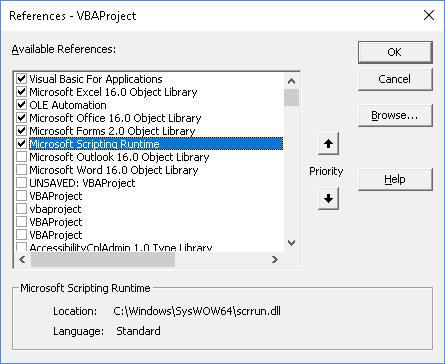 References - VBAProject
Available References:
Visual Basic For Applications
Microsoft Excel 16.0 Object Library
OLE Automation
Microsoft Office 16.0 Object Library
Microsoft Forms 2.0 Object Library
Microsoft Scripting Runtime
Microsoft Outlook 16.0 Object Library
Microsoft Word 16.0 Object Library
UNSAVED: VBAProject
VBAProject
vbaproject
VBAProject
VBAProject
AccessibilityCplAdmin 1.0 Type Library
OK
Cancel
Browse...
Priority
Help
Microsoft Scripting Runtime
Location: C:\Windows\SysWOW64\scrrun.dll
Language: Standard